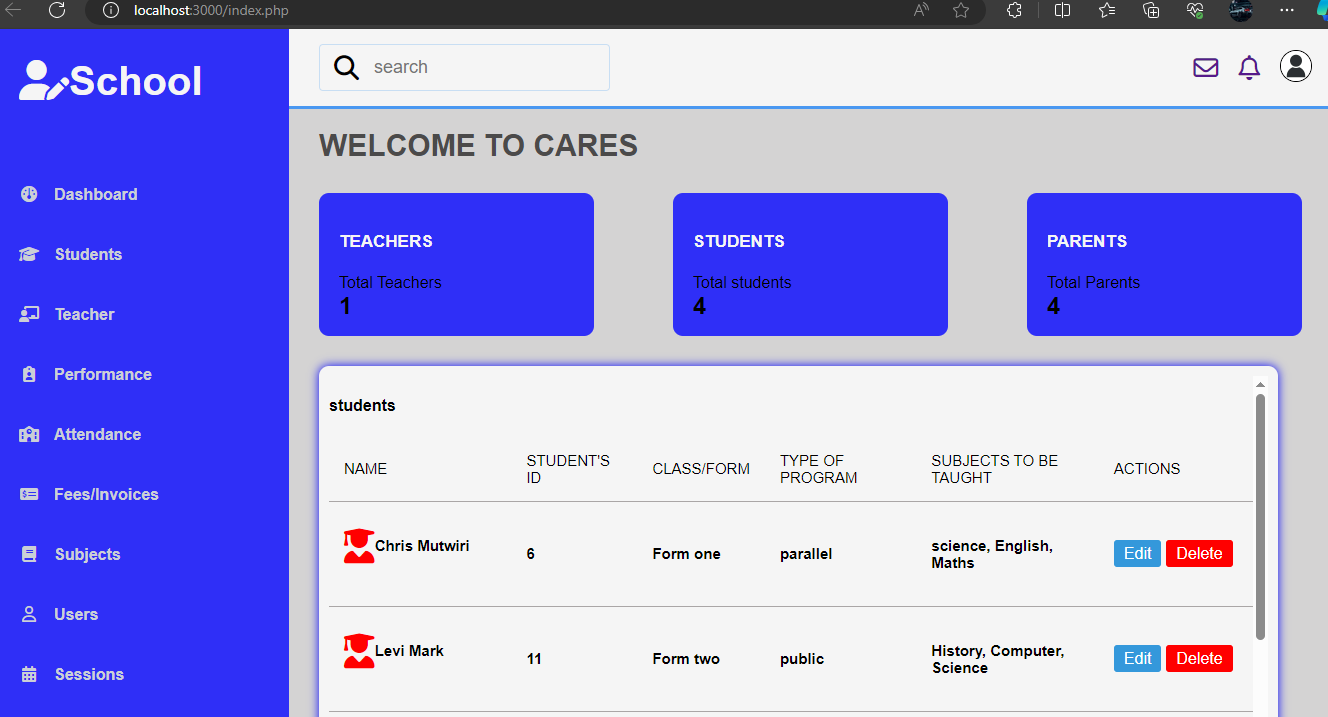 localhost:3000/index.php
School
search
WELCOME TO CARES
Dashboard
Students
Teacher
Performance
Attendance
Fees/Invoices
Subjects
Users
Sessions
TEACHERS
Total Teachers
1
STUDENTS
Total students
4
PARENTS
Total Parents
4
students
NAME
STUDENT'S
ID
CLASS/FORM
TYPE OF
PROGRAM
SUBJECTS TO BE
TAUGHT
ACTIONS
Chris Mutwiri
6
Form one
parallel
science, English,
Maths
Edit
Delete
Levi Mark
11
Form two
public
History, Computer,
Science
Edit
Delete